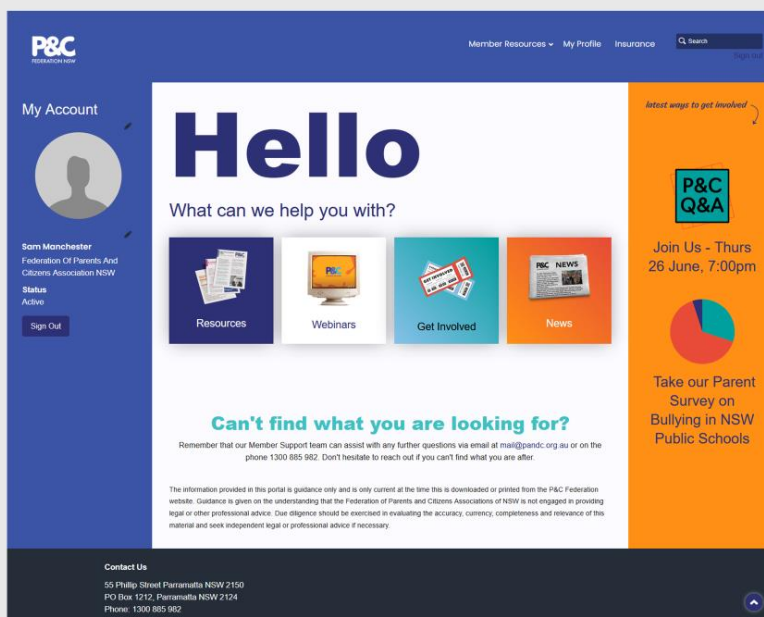 P&C
FEDERATION NSW
Member Resources
My Profile
Insurance
Search
Sign out
My Account
Sam Manchester
Federation Of Parents And
Citizens Association NSW
Status
Active
Sign Out
Hello
What can we help you with?
Resources
P&C
Webinars
GET INVOLVED
Get Involved
P&C NEWS
News
Can't find what you are looking for?
Remember that our Member Support team can assist with any further questions via email at mail@pandc.org.au or on the
phone 1300 885 982. Don't hesitate to reach out if you can't find what you are after.
The information provided in this portal is guidance only and is only current at the time this is downloaded or printed from the P&C Federation
website. Guidance is given on the understanding that the Federation of Parents and Citizens Associations of NSW is not engaged in providing
legal or other professional advice. Due diligence should be exercised in evaluating the accuracy, currency, completeness and relevance of this
material and seek independent legal or professional advice if necessary.
latest ways to get involved
P&C
Q&A
Join Us - Thurs
26 June, 7:00pm
Take our Parent
Survey on
Bullying in NSW
Public Schools
Contact Us
55 Phillip Street Parramatta NSW 2150
PO Box 1212, Parramatta NSW 2124
Phone: 1300 885 982